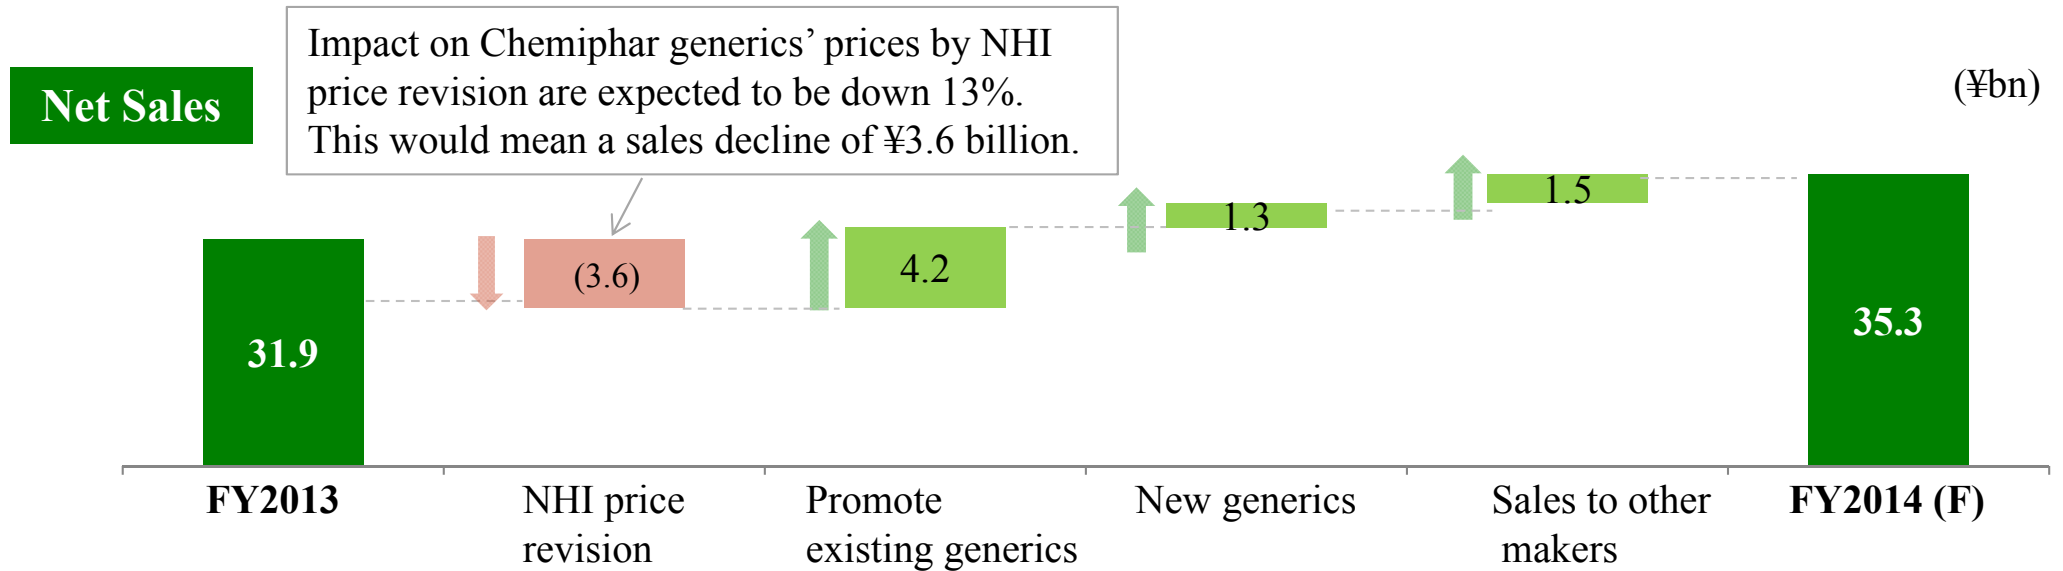 Impact on Chemiphar generics’ prices by NHI
price revision are expected to be down 13%.
This would mean a sales decline of ¥3.6 billion.
Net Sales
(¥bn)
31.9
(3.6)
4.2
1.3
1.5
35.3
FY2013
NHI price
revision
Promote
existing generics
New generics
Sales to other
makers
FY2014 (F)